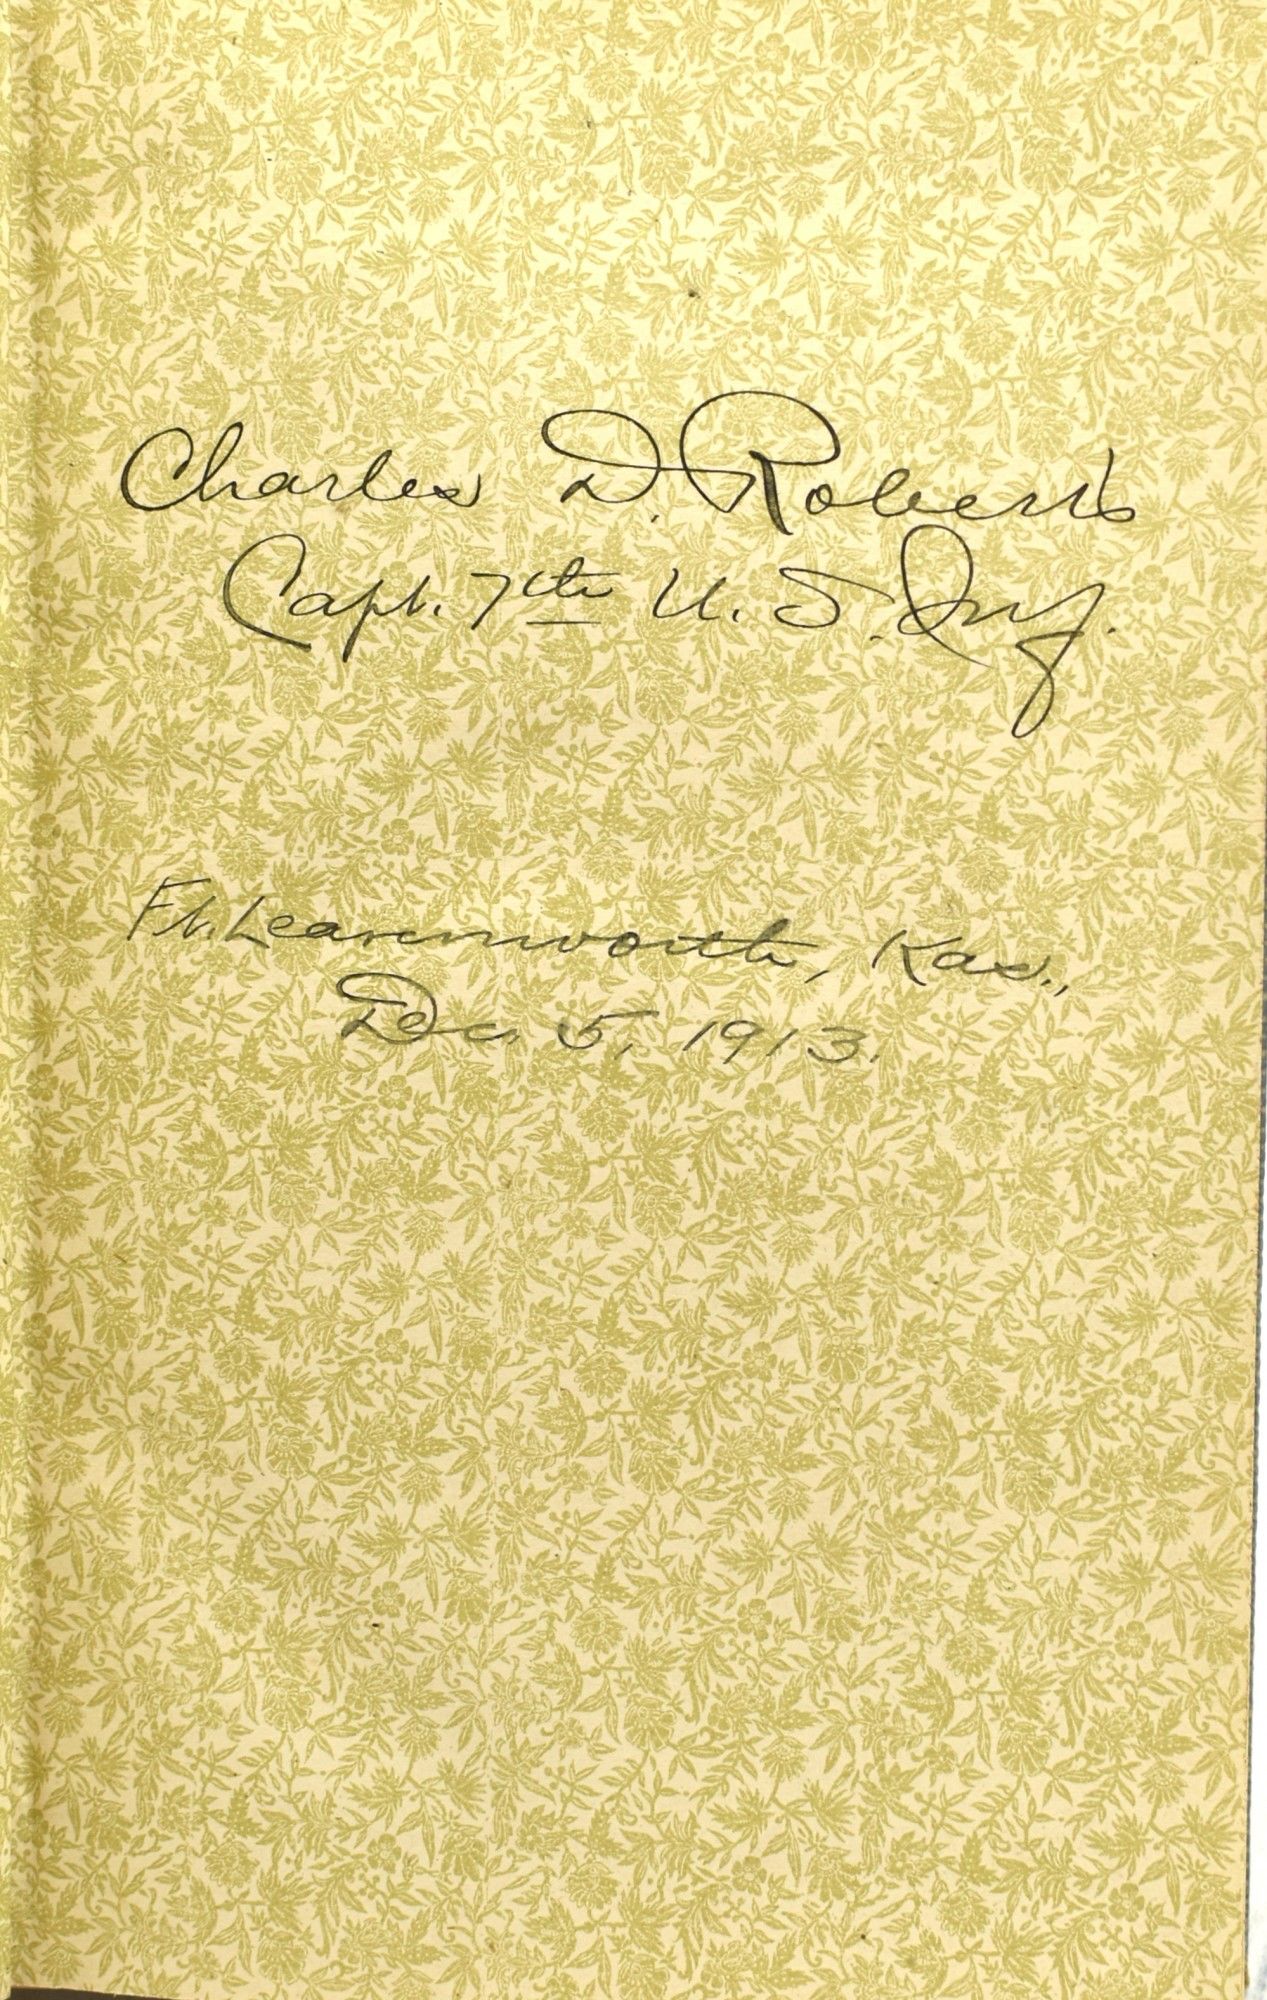 Charles D. Roberts
Capt. 7th U. S. Inf.
Ft. Leavenworth, Kas.,
Dec. 5, 1913.